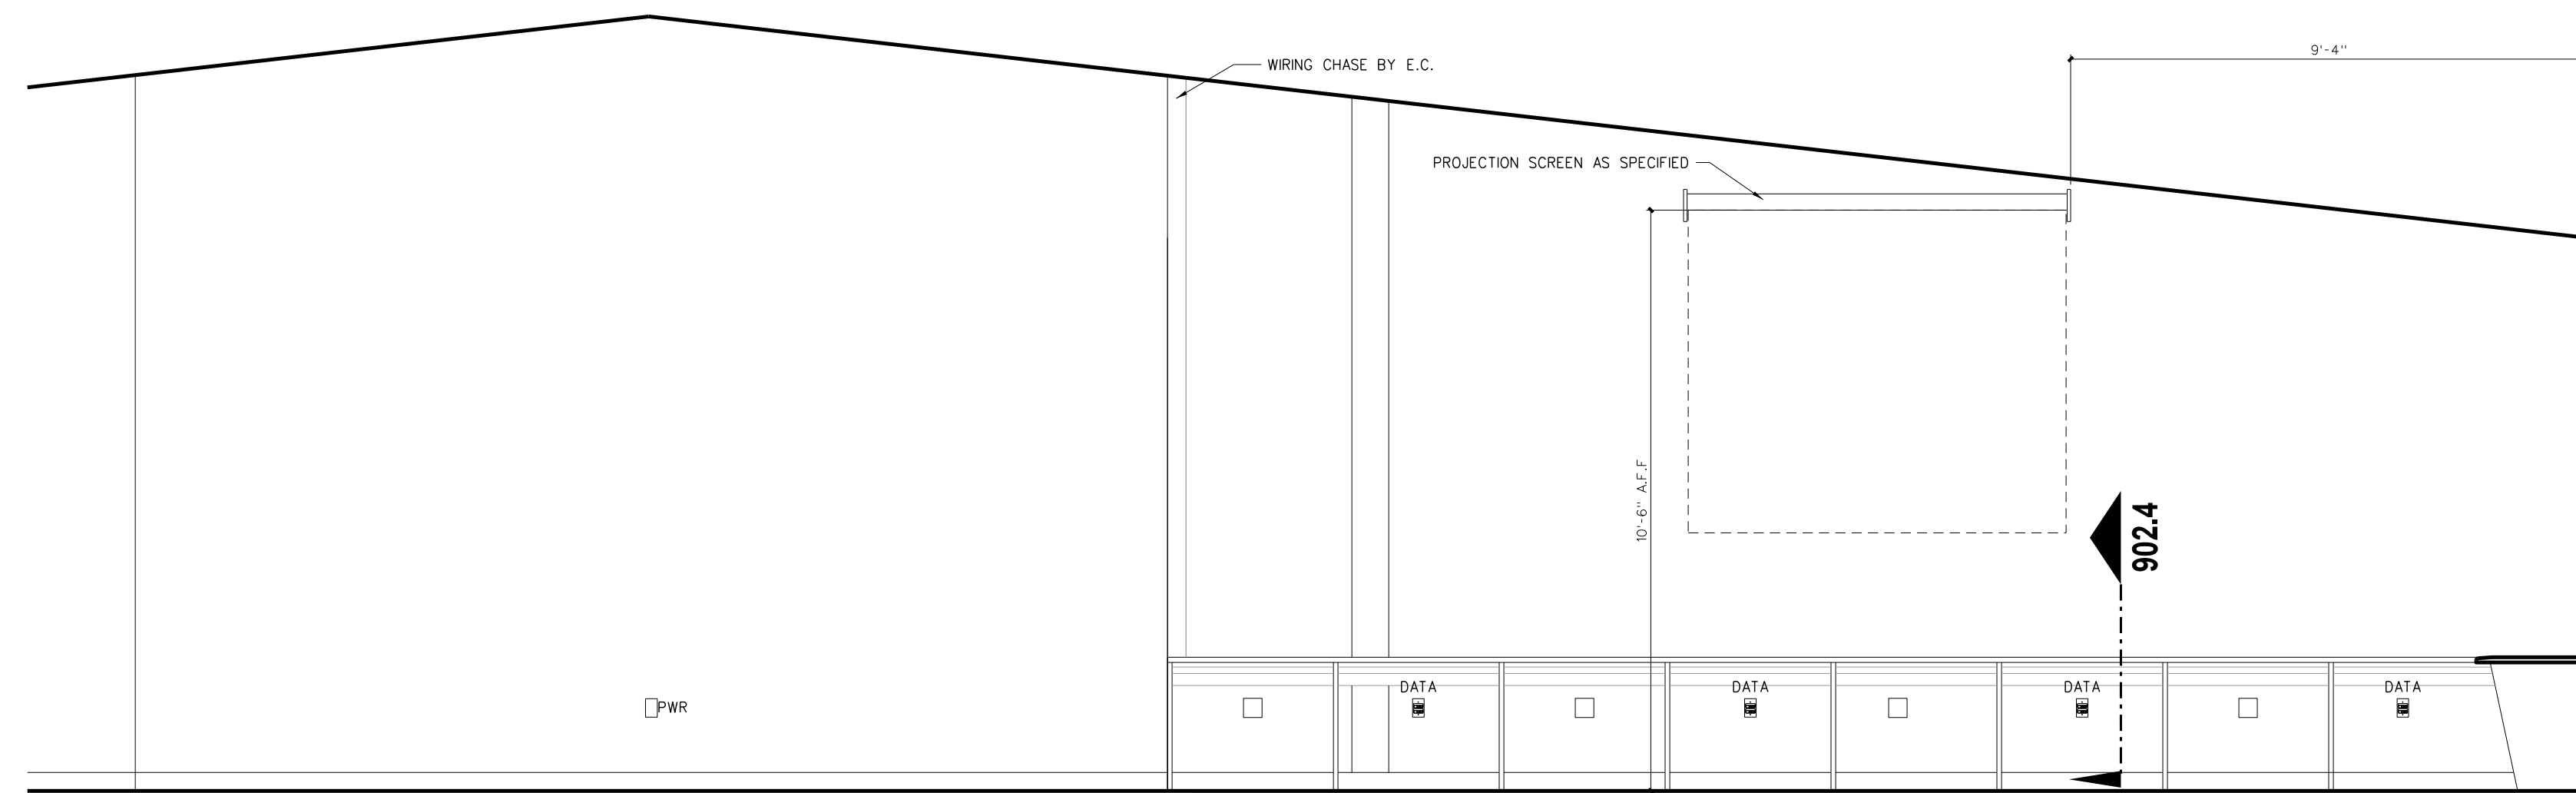 9'-4"
WIRING CHASE BY E.C.
PROJECTION SCREEN AS SPECIFIED
10'-6" A.F.F
902.4
DATA
DATA
DATA
DATA
PWR